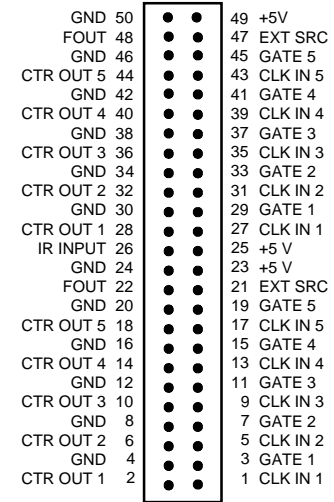 GND 50 49 +5V
FOUT 48 47 EXT SRC
GND 46 45 GATE 5
CTR OUT 5 44 43 CLK IN 5
GND 42 41 GATE 4
CTR OUT 4 40 39 CLK IN 4
GND 38 37 GATE 3
CTR OUT 3 36 35 CLK IN 3
GND 34 33 GATE 2
CTR OUT 2 32 31 CLK IN 2
GND 30 29 GATE 1
CTR OUT 1 28 27 CLK IN 1
IR INPUT 26 25 +5 V
GND 24 23 +5 V
FOUT 22 21 EXT SRC
GND 20 19 GATE 5
CTR OUT 5 18 17 CLK IN 5
GND 16 15 GATE 4
CTR OUT 4 14 13 CLK IN 4
GND 12 11 GATE 3
CTR OUT 3 10 9 CLK IN 3
GND 8 7 GATE 2
CTR OUT 2 6 5 CLK IN 2
GND 4 3 GATE 1
CTR OUT 1 2 1 CLK IN 1